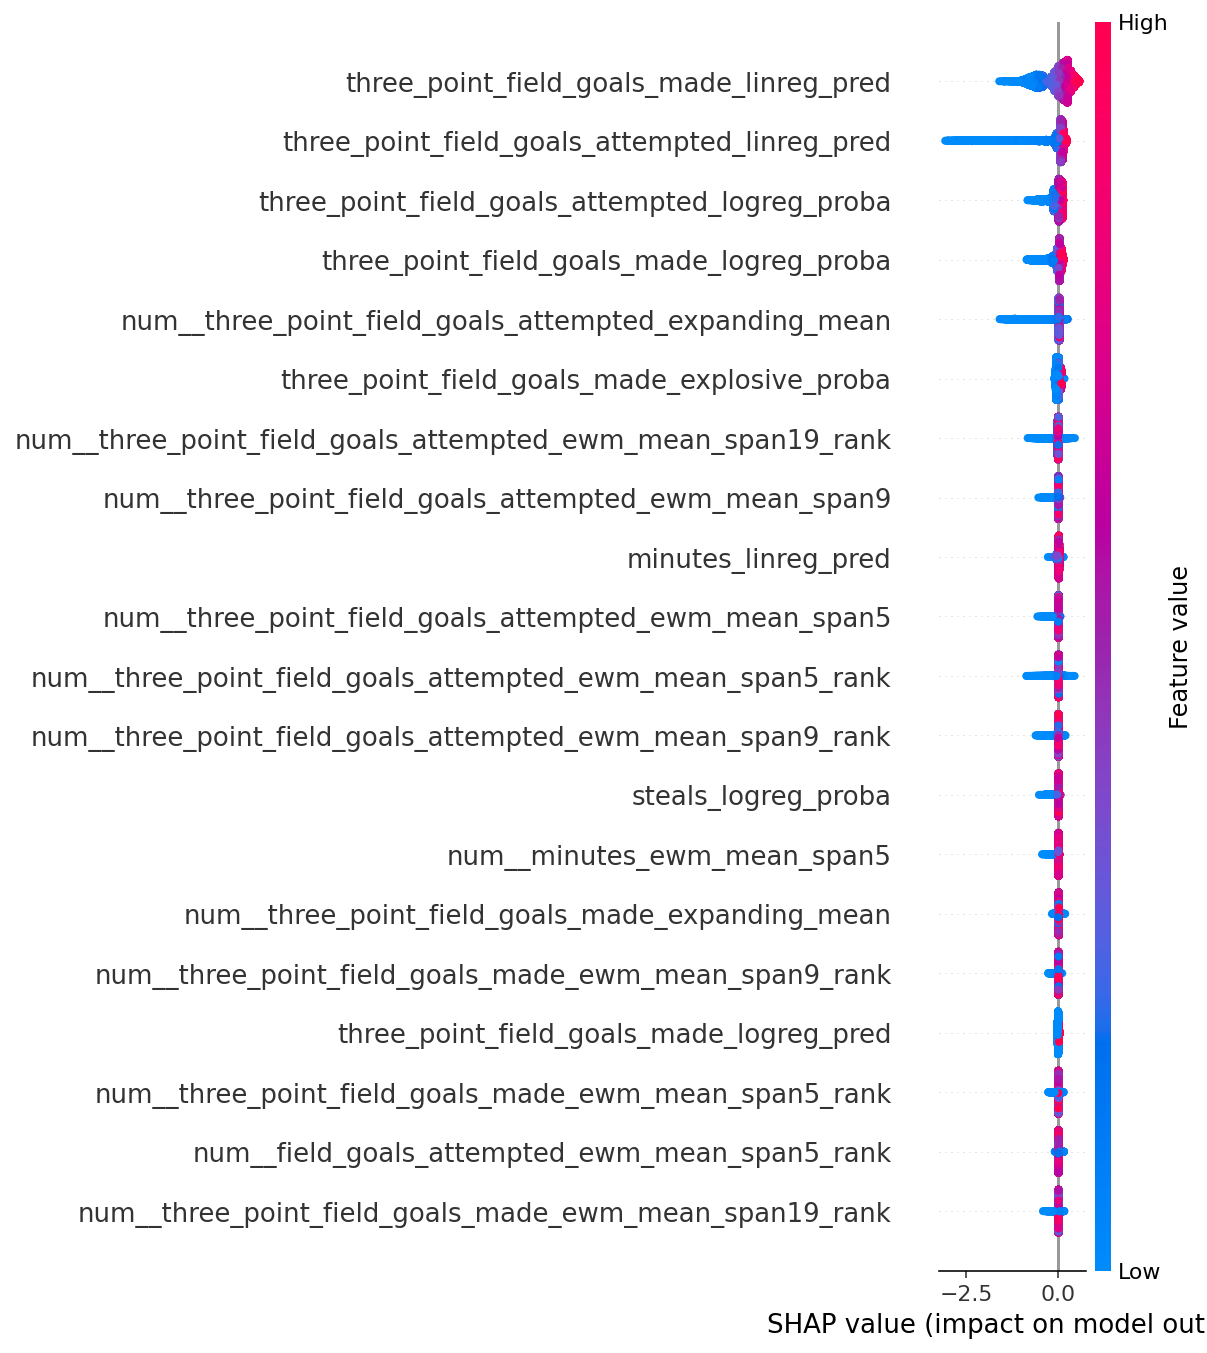 High
three_point_field_goals_made_linreg_pred
three_point_field_goals_attempted_linreg_pred
three_point_field_goals_attempted_logreg_proba
three_point_field_goals_made_logreg_proba
num__three_point_field_goals_attempted_expanding_mean
three_point_field_goals_made_explosive_proba
num__three_point_field_goals_attempted_ewm_mean_span19_rank
num__three_point_field_goals_attempted_ewm_mean_span9
minutes_linreg_pred
num__three_point_field_goals_attempted_ewm_mean_span5
num__three_point_field_goals_attempted_ewm_mean_span5_rank
num__three_point_field_goals_attempted_ewm_mean_span9_rank
steals_logreg_proba
num__minutes_ewm_mean_span5
num__three_point_field_goals_made_expanding_mean
num__three_point_field_goals_made_ewm_mean_span9_rank
three_point_field_goals_made_logreg_pred
num__three_point_field_goals_made_ewm_mean_span5_rank
num__field_goals_attempted_ewm_mean_span5_rank
num__three_point_field_goals_made_ewm_mean_span19_rank
Feature value
Low
−2.5 0.0
SHAP value (impact on model out